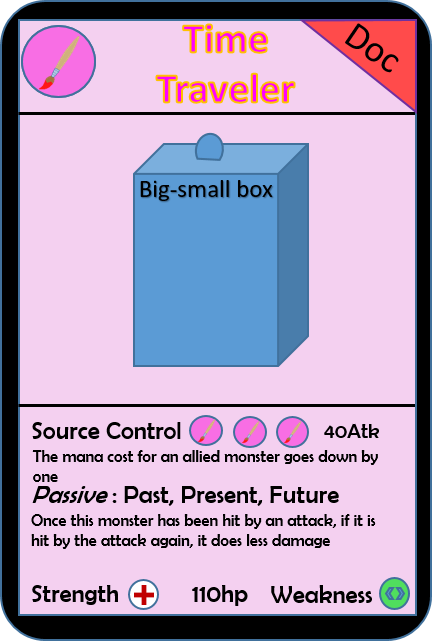 Time
Traveler
Doc
Big-small box
Source Control 40Atk
The mana cost for an allied monster goes down by
one
Passive : Past, Present, Future
Once this monster has been hit by an attack, if it is
hit by the attack again, it does less damage
Strength 110hp Weakness